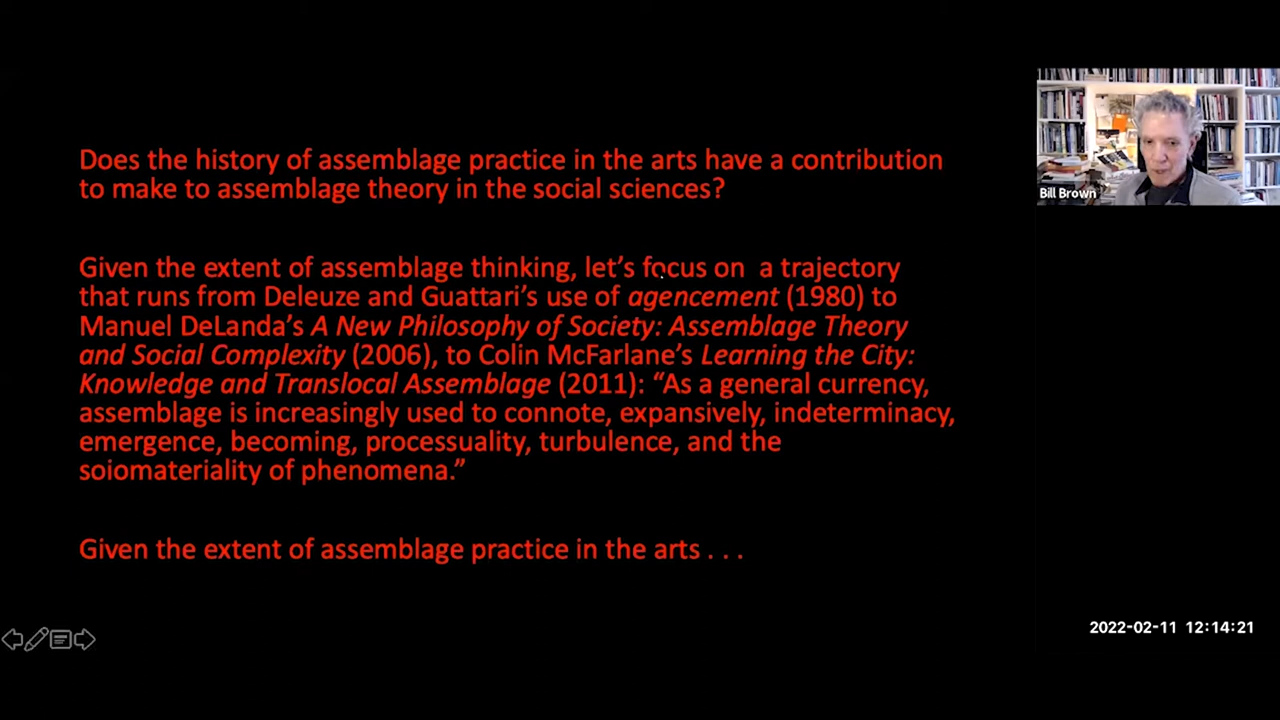 Does the history of assemblage practice in the arts have a contribution
to make to assemblage theory in the social sciences?
Given the extent of assemblage thinking, let's focus on  a trajectory
that runs from Deleuze and Guattari's use of agencement (1980) to
Manuel DeLanda's A New Philosophy of Society: Assemblage Theory
and Social Complexity (2006), to Colin McFarlane's Learning the City:
Knowledge and Translocal Assemblage (2011): “As a general currency,
assemblage is increasingly used to connote, expansively, indeterminacy,
emergence, becoming, processuality, turbulence, and the
soiomateriality of phenomena.”
Given the extent of assemblage practice in the arts . . .
Bill Brown
2022-02-11 12:14:21